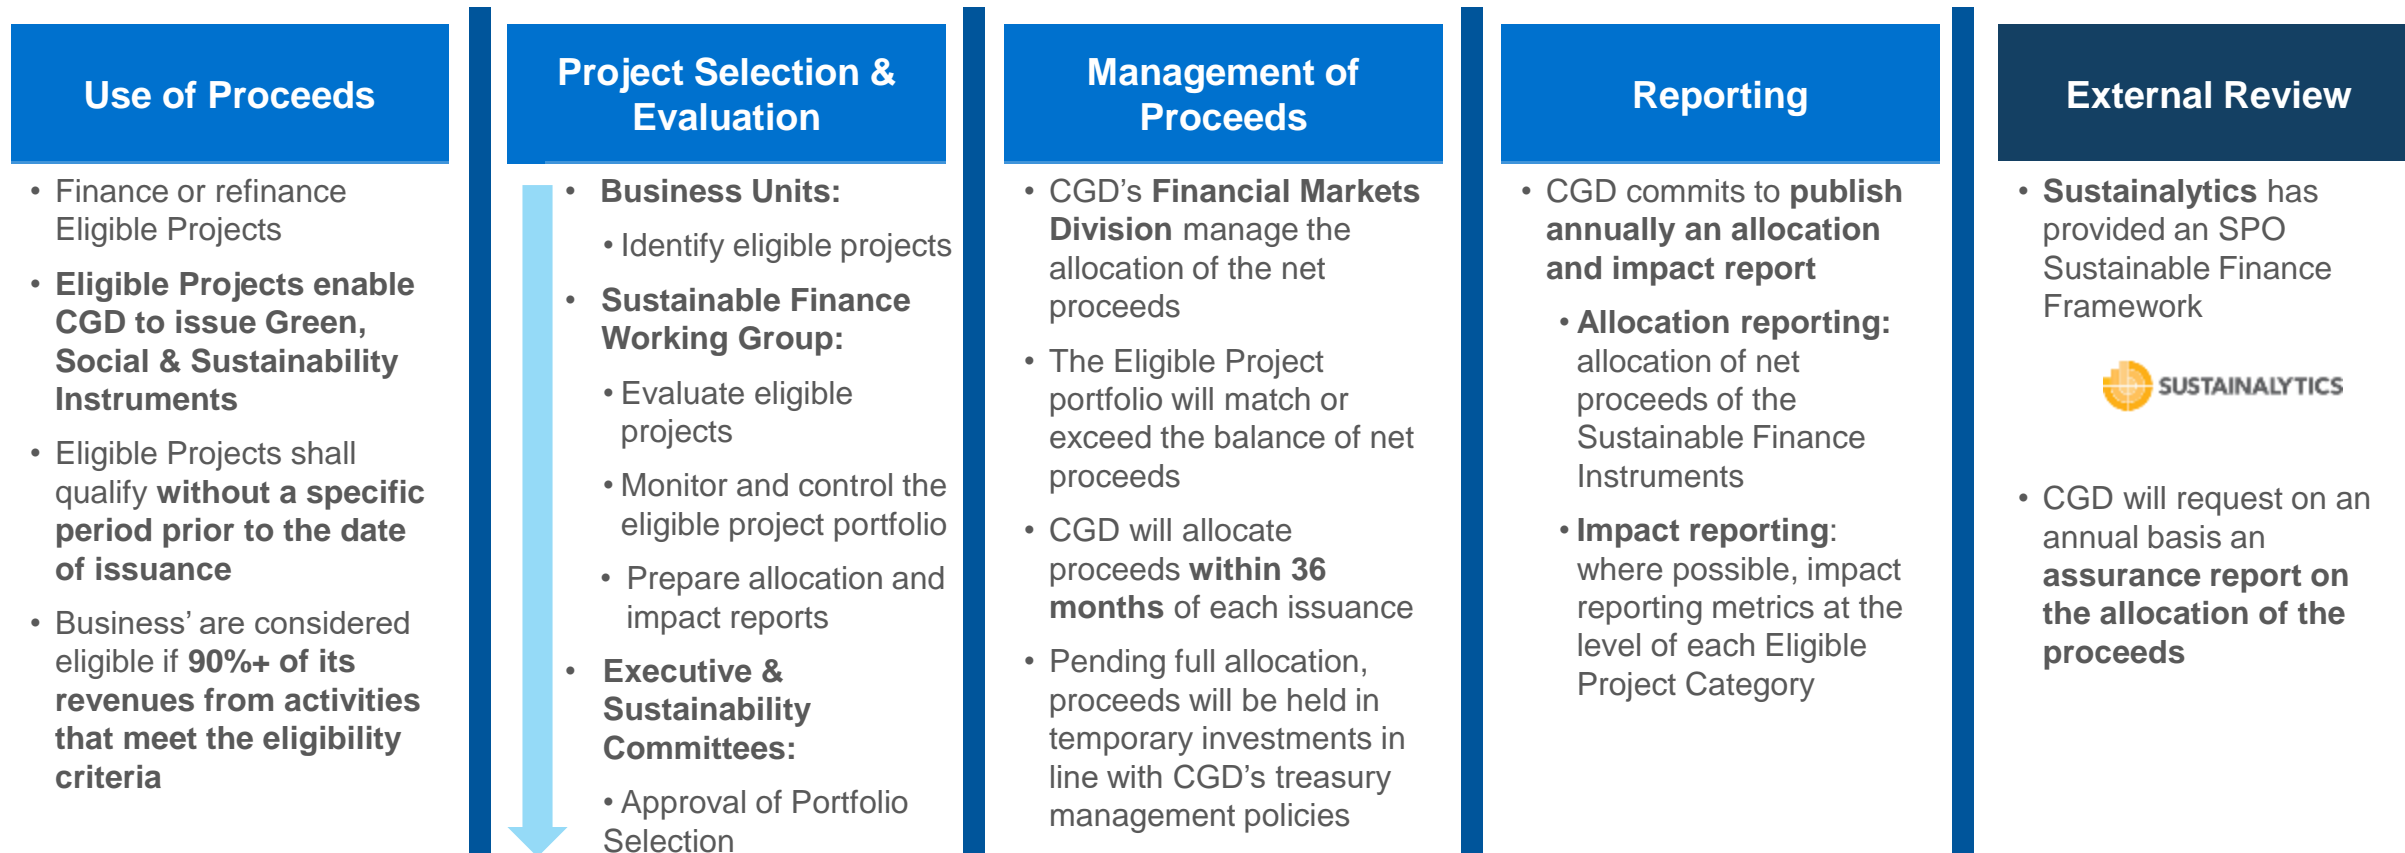 Use of Proceeds
• Finance or refinance
Eligible Projects
• Eligible Projects enable
CGD to issue Green,
Social & Sustainability
Instruments
• Eligible Projects shall
qualify without a specific
period prior to the date
of issuance
• Business’ are considered
eligible if 90%+ of its
revenues from activities
that meet the eligibility
criteria
Project Selection &
Evaluation
• Business Units:
• Identify eligible projects
• Sustainable Finance
Working Group:
• Evaluate eligible
projects
• Monitor and control the
eligible project portfolio
• Prepare allocation and
impact reports
• Executive &
Sustainability
Committees:
• Approval of Portfolio
Selection
Management of
Proceeds
• CGD’s Financial Markets
Division manage the
allocation of the net
proceeds
• The Eligible Project
portfolio will match or
exceed the balance of net
proceeds
• CGD will allocate
proceeds within 36
months of each issuance
• Pending full allocation,
proceeds will be held in
temporary investments in
line with CGD’s treasury
management policies
Reporting
• CGD commits to publish
annually an allocation
and impact report
• Allocation reporting:
allocation of net
proceeds of the
Sustainable Finance
Instruments
• Impact reporting:
where possible, impact
reporting metrics at the
level of each Eligible
Project Category
External Review
• Sustainalytics has
provided an SPO
Sustainable Finance
Framework
SUSTAINALYTICS
• CGD will request on an
annual basis an
assurance report on
the allocation of the
proceeds